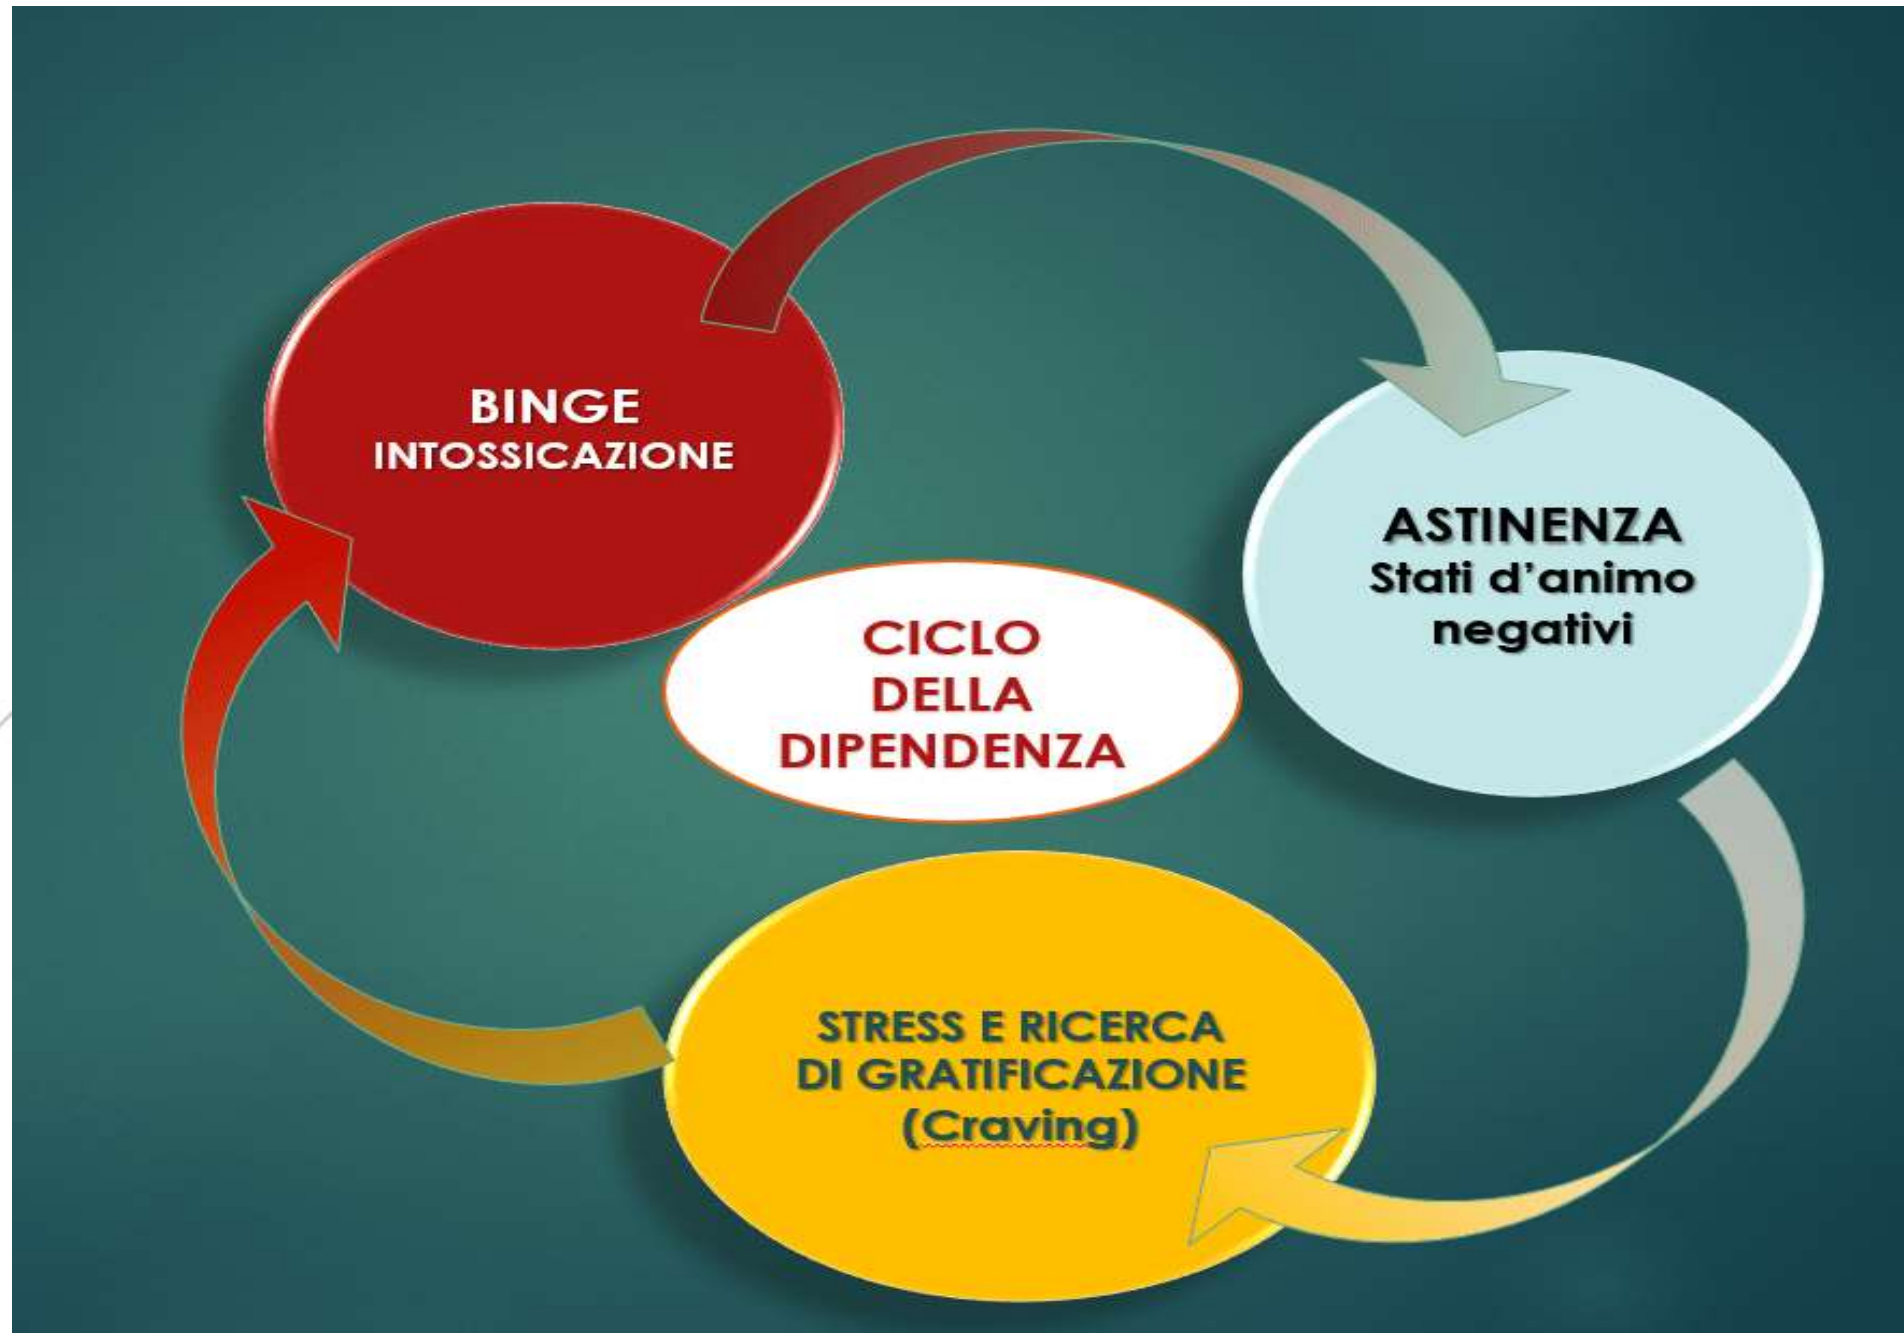 BINGE
INTOSSICAZIONE
ASTINENZA
Stati d'animo
negativi
CICLO
DELLA
DIPENDENZA
STRESS E RICERCA
DI GRATIFICAZIONE
(Craving)